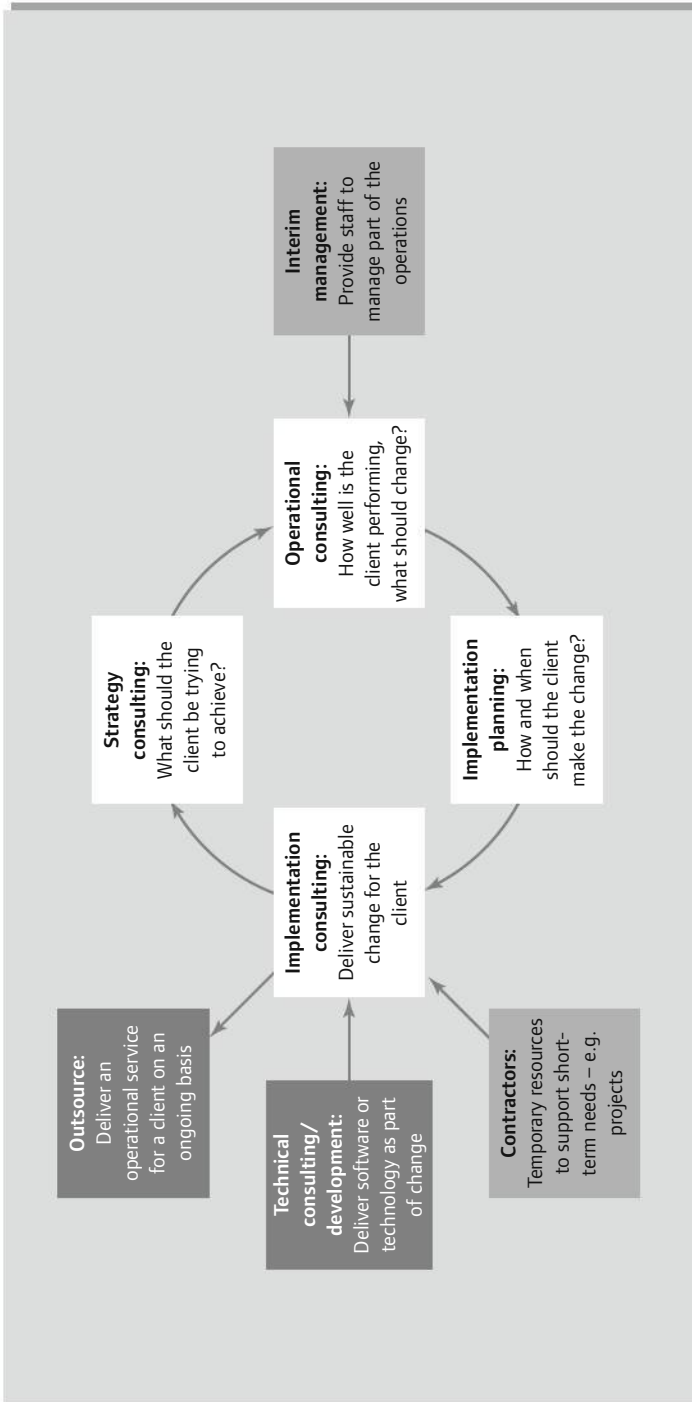 Strategy
consulting:
What should the
client be trying
to achieve?
Outsource:
Deliver an
operational service
for a client on an
ongoing basis
Technical
consulting/
development:
Deliver software or
technology as part
of change
Contractors:
Temporary resources
to support short-
term needs – e.g.
projects
Implementation
consulting:
Deliver sustainable
change for the
client
Operational
consulting:
How well is the
client performing,
what should change?
Interim
management:
Provide staff to
manage part of the
operations
Implementation
planning:
How and when
should the client
make the change?